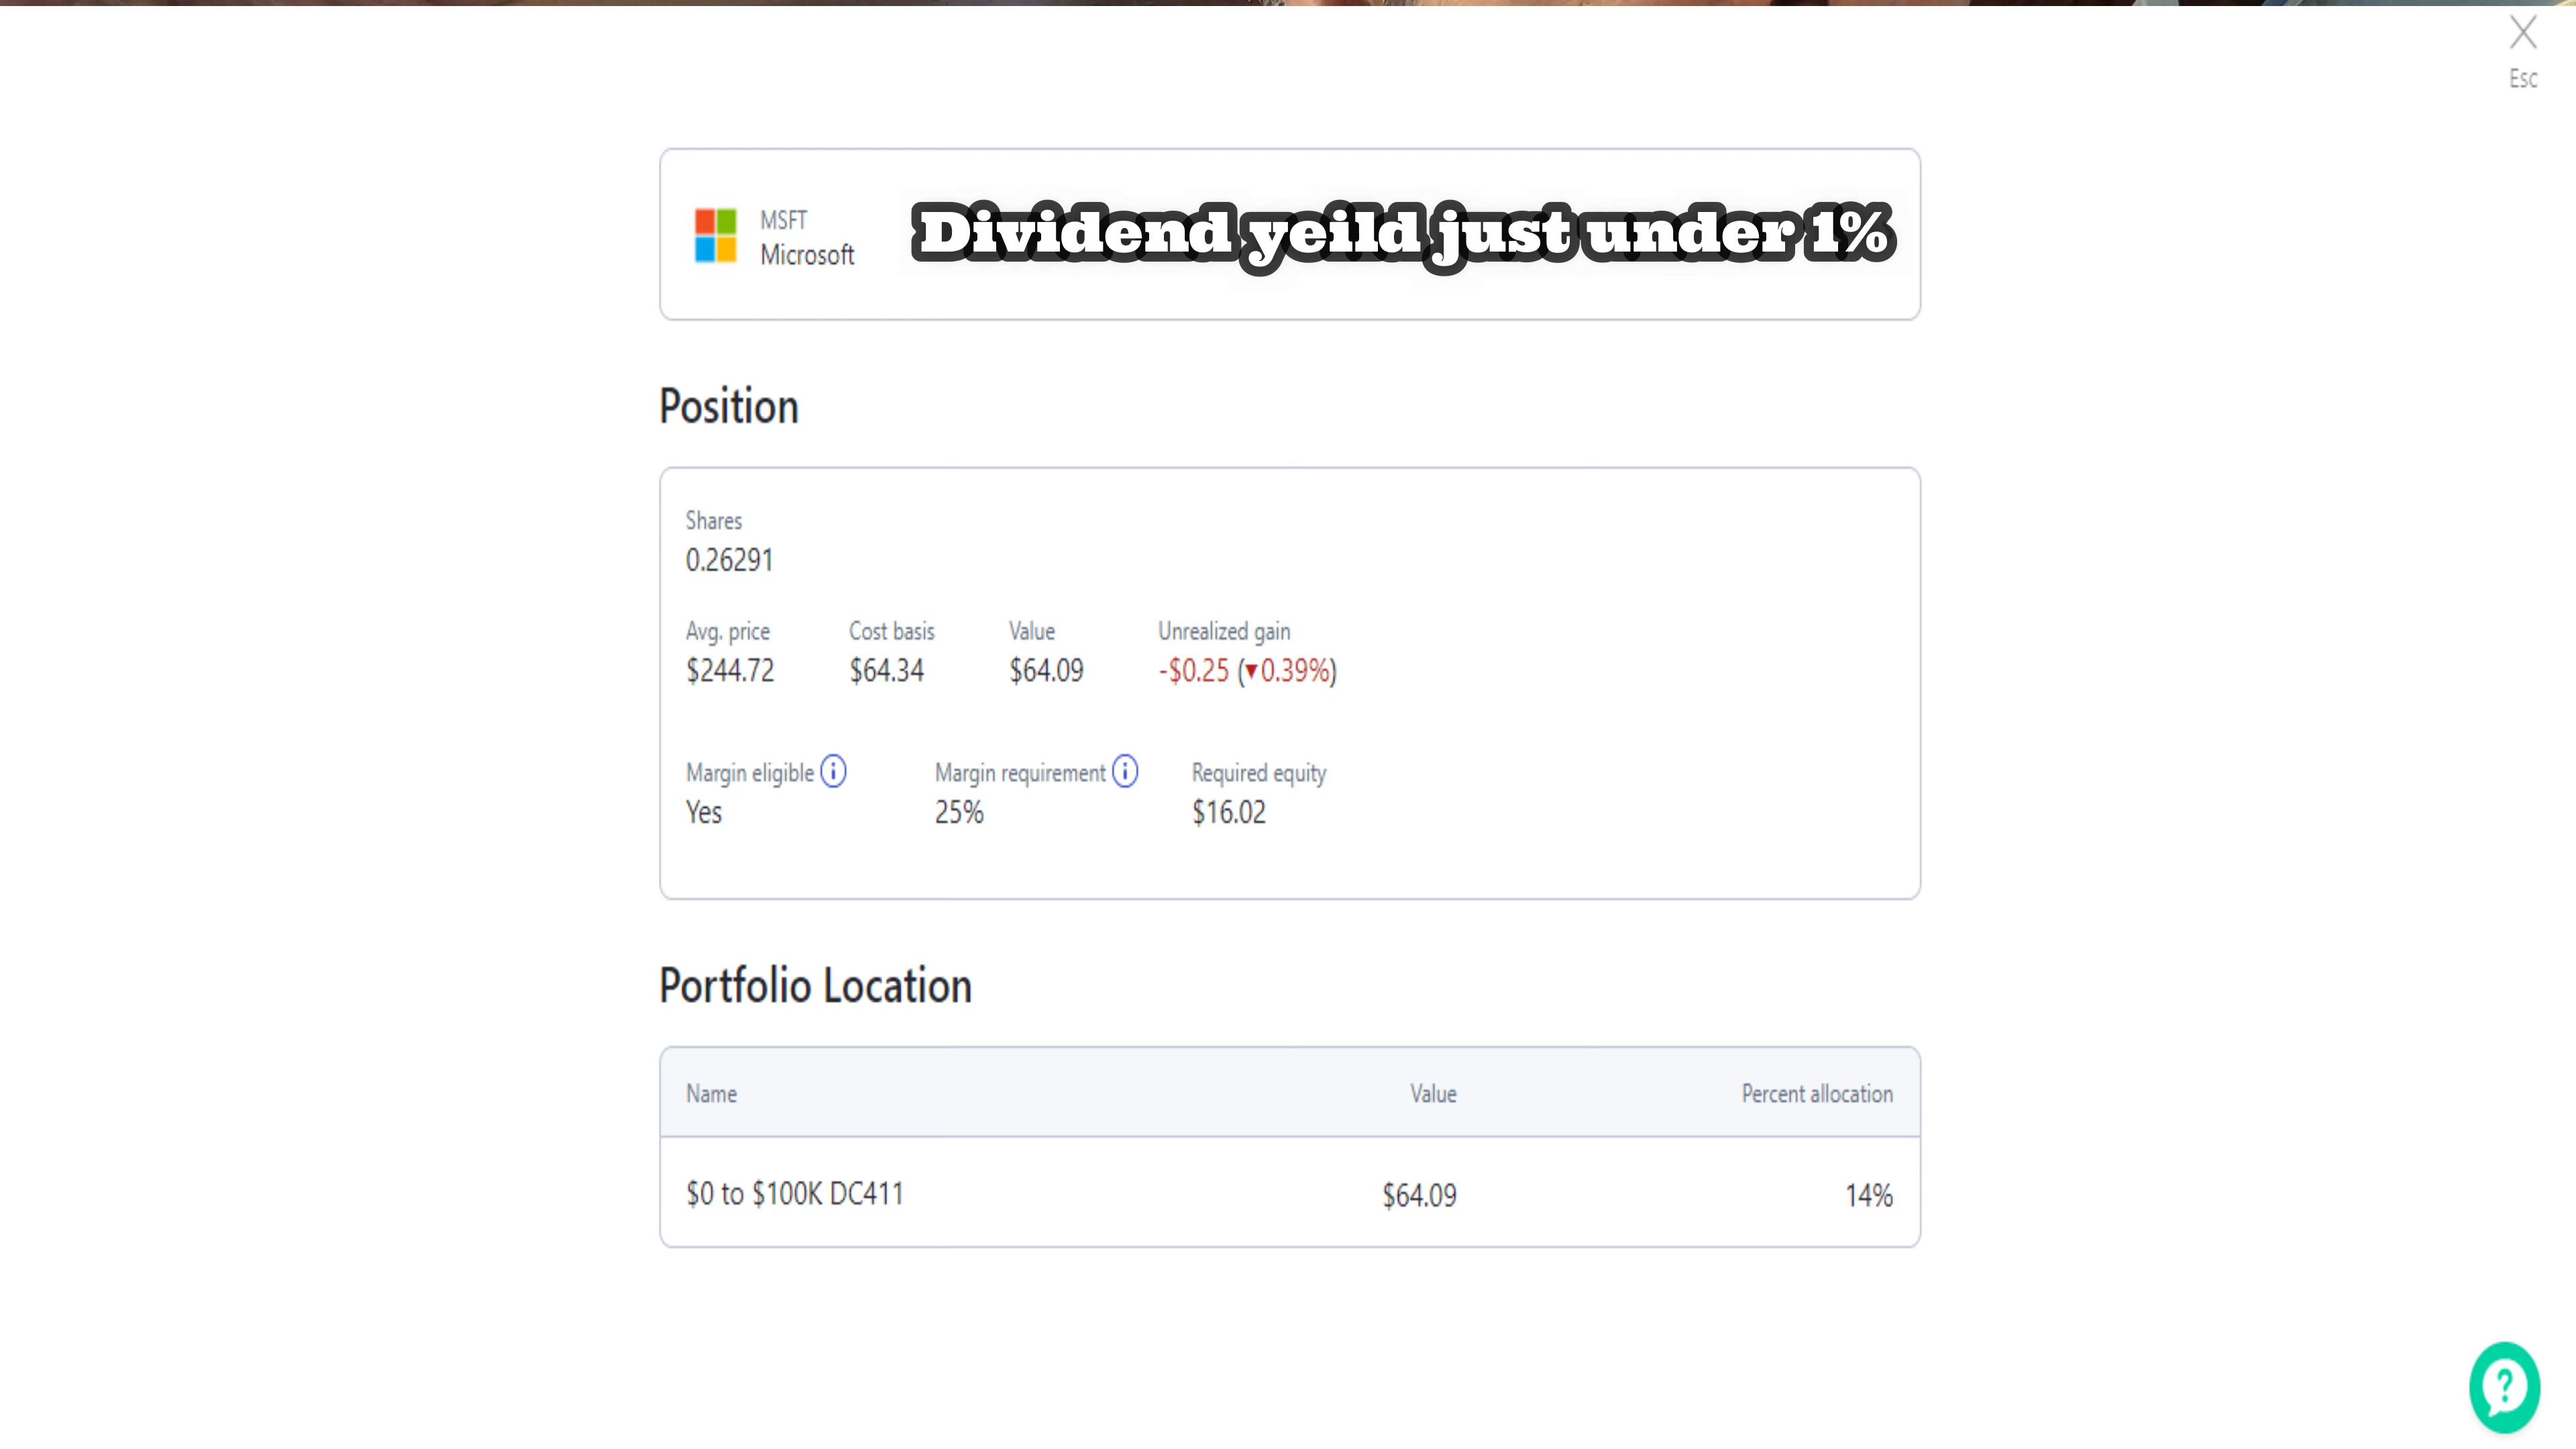 Esc
MSFT
Microsoft
Dividend yeild just under 1%
Position
Shares
0.26291
Avg. price Cost basis Value Unrealized gain
$244.72 $64.34 $64.09 -$0.25 (▼0.39%)
Margin eligible Margin requirement Required equity
Yes 25% $16.02
Portfolio Location
Name Value Percent allocation
$0 to $100K DC411 $64.09 14%